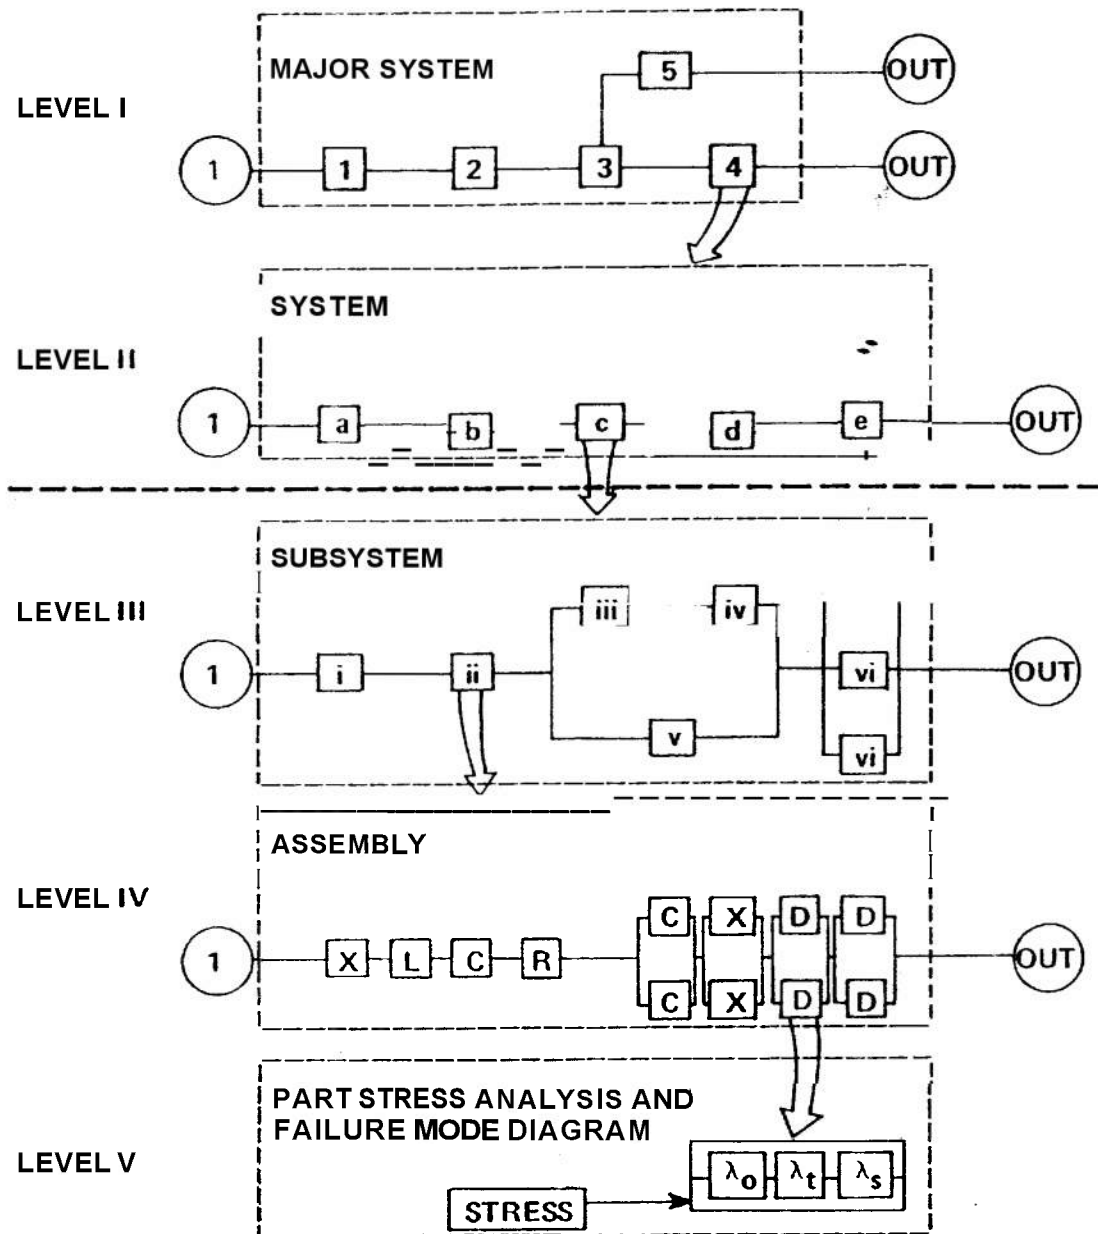 MAJOR SYSTEM
5
OUT
LEVEL I
1
1
2
3
4
OUT
SYSTEM
LEVEL II
1
a
b
c
d
e
OUT
SUBSYSTEM
LEVEL III
iii
iv
1
i
ii
vi
OUT
v
vi
ASSEMBLY
LEVEL IV
C
X
D
D
1
X
L
C
R
OUT
C
X
D
D
PART STRESS ANALYSIS AND
FAILURE MODE DIAGRAM
LEVEL V
λo
λt
λs
STRESS